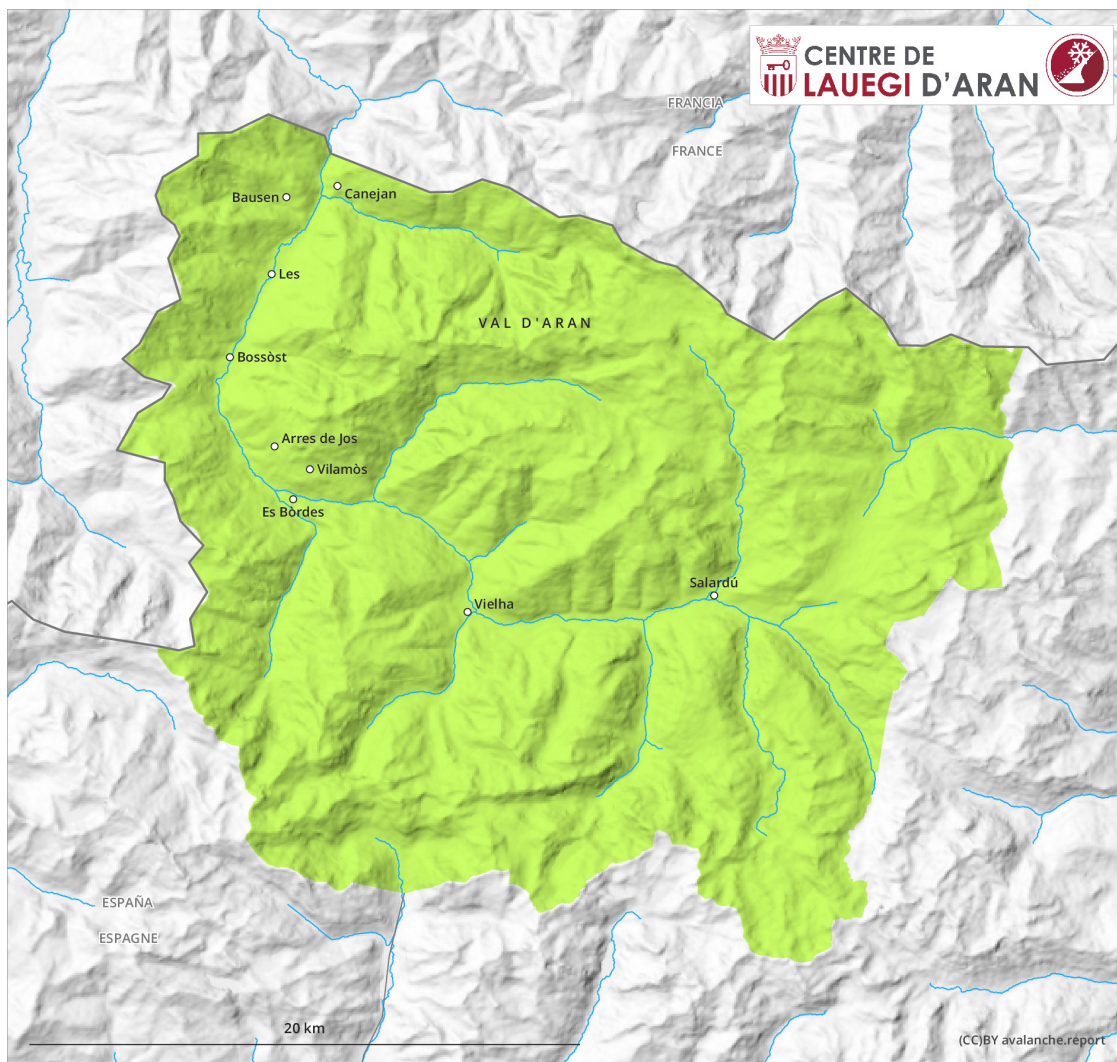 CENTRE DE
LAUEGI D'ARAN
FRANCIA
FRANCE
Canejan
Bausen
Les
VAL D'ARAN
Bossòst
Arres de Jos
Vilamòs
Es Bòrdes
Salardú
Vielha
ESPAÑA
ESPAGNE
20 km
(CC)BY avalanche.report